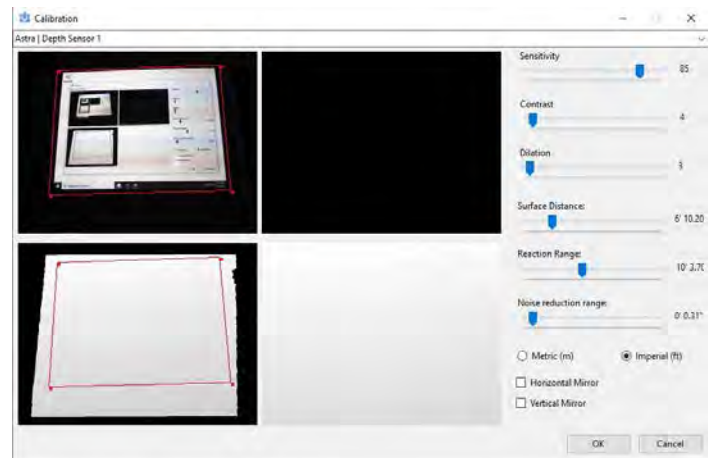 Calibration
Astra | Depth Sensor 1
Sensitivity
85
Contrast
4
Dilation
3
Surface Distance:
6' 10.20
Reaction Range:
10' 3.70
Noise reduction range:
0' 0.31"
Metric (m)
Imperial (ft)
Horizontal Mirror
Vertical Mirror
OK
Cancel